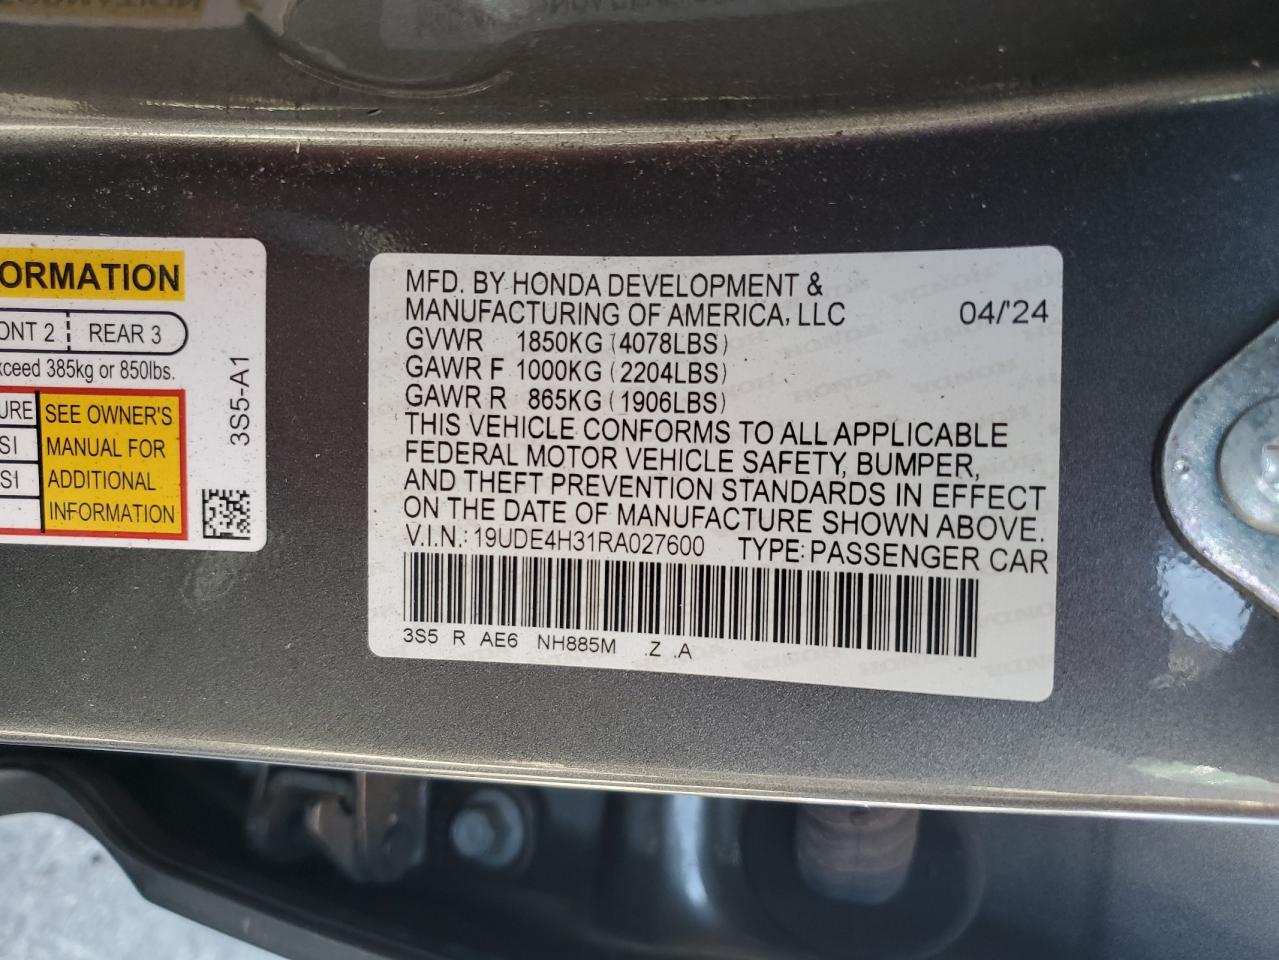 ORMATION
ONT 2 REAR 3
xceed 385kg or 850lbs.
URE SEE OWNER'S
SI MANUAL FOR
SI ADDITIONAL
INFORMATION
3S5-A1
MFD. BY HONDA DEVELOPMENT &
MANUFACTURING OF AMERICA, LLC 04/'24
GVWR 1850KG (4078LBS)
GAWR F 1000KG (2204LBS)
GAWR R 865KG (1906LBS)
THIS VEHICLE CONFORMS TO ALL APPLICABLE
FEDERAL MOTOR VEHICLE SAFETY, BUMPER,
AND THEFT PREVENTION STANDARDS IN EFFECT
ON THE DATE OF MANUFACTURE SHOWN ABOVE.
V.I.N.: 19UDE4H31RA027600 TYPE: PASSENGER CAR
3S5 R AE6 NH885M .Z .A